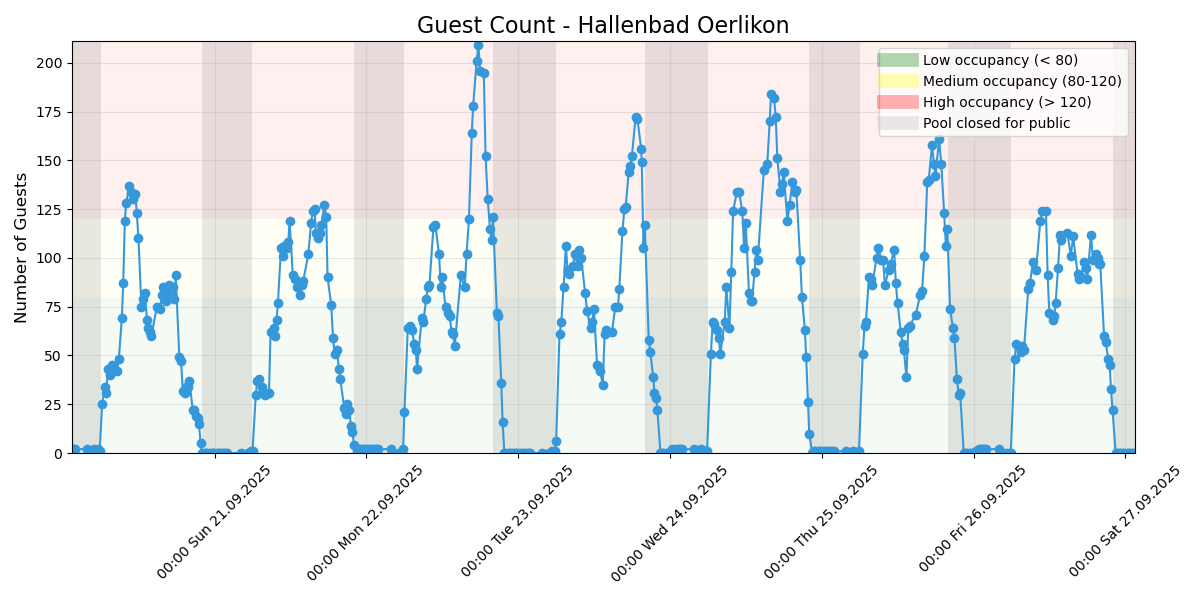 Guest Count - Hallenbad Oerlikon
Number of Guests
200
175
150
125
100
75
50
25
0
Low occupancy (< 80)
Medium occupancy (80-120)
High occupancy (> 120)
Pool closed for public
00:00 Sun 21.09.2025
00:00 Mon 22.09.2025
00:00 Tue 23.09.2025
00:00 Wed 24.09.2025
00:00 Thu 25.09.2025
00:00 Fri 26.09.2025
00:00 Sat 27.09.2025